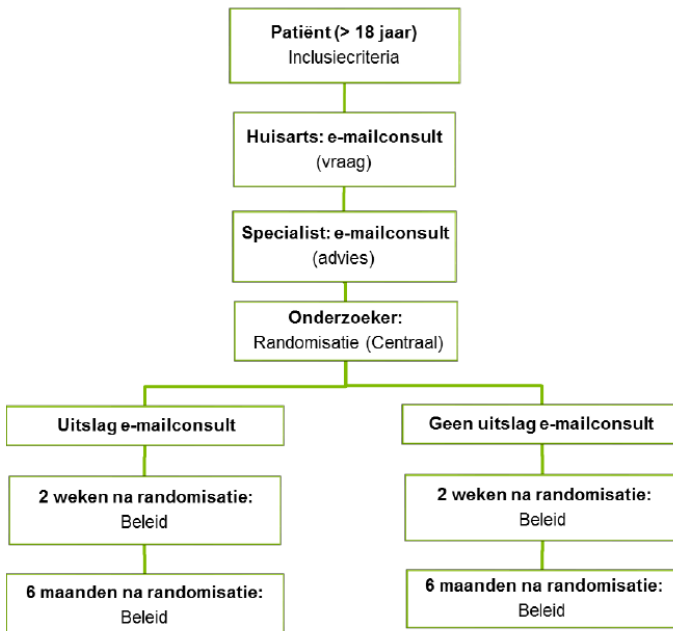 Patiënt (> 18 jaar)
Inclusiecriteria
Huisarts: e-mailconsult
(vraag)
Specialist: e-mailconsult
(advies)
Onderzoeker:
Randomisatie (Centraal)
Uitslag e-mailconsult
Geen uitslag e-mailconsult
2 weken na randomisatie:
Beleid
2 weken na randomisatie:
Beleid
6 maanden na randomisatie:
Beleid
6 maanden na randomisatie:
Beleid